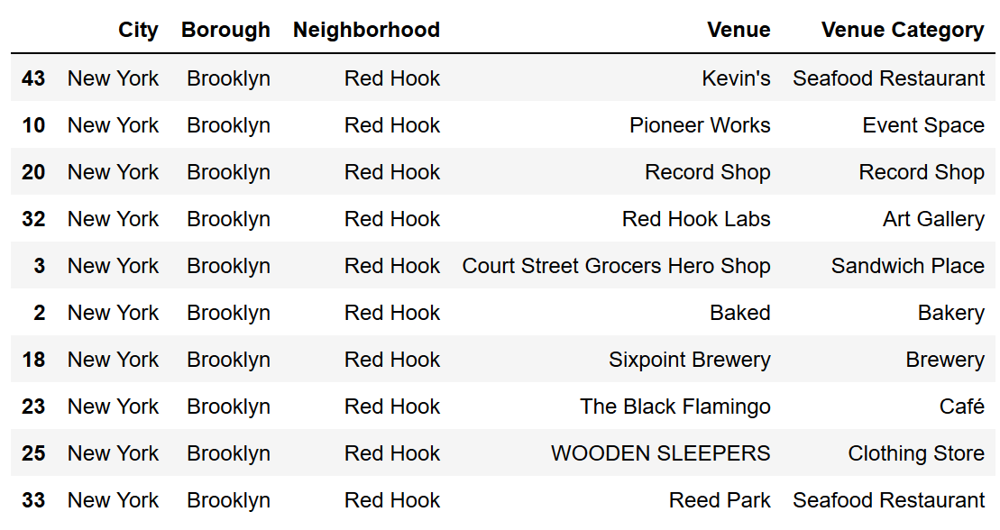 City Borough Neighborhood Venue Venue Category
43 New York Brooklyn Red Hook Kevin's Seafood Restaurant
10 New York Brooklyn Red Hook Pioneer Works Event Space
20 New York Brooklyn Red Hook Record Shop Record Shop
32 New York Brooklyn Red Hook Red Hook Labs Art Gallery
3 New York Brooklyn Red Hook Court Street Grocers Hero Shop Sandwich Place
2 New York Brooklyn Red Hook Baked Bakery
18 New York Brooklyn Red Hook Sixpoint Brewery Brewery
23 New York Brooklyn Red Hook The Black Flamingo Café
25 New York Brooklyn Red Hook WOODEN SLEEPERS Clothing Store
33 New York Brooklyn Red Hook Reed Park Seafood Restaurant